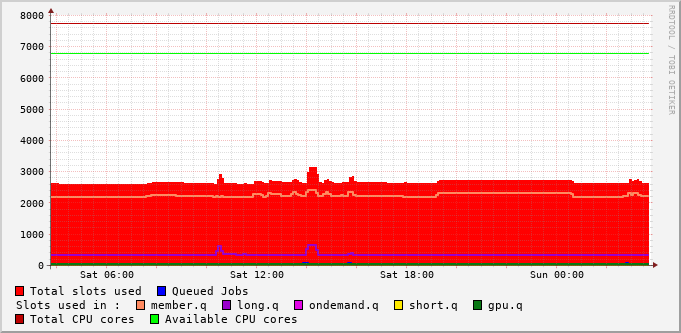 8000
7000
6000
5000
4000
3000
2000
1000
0
Sat 06:00 Sat 12:00 Sat 18:00 Sun 00:00
Total slots used Queued Jobs
Slots used in : member.q long.q ondemand.q short.q gpu.q
Total CPU cores Available CPU cores
RRDTOOL / TOBI OETIKER